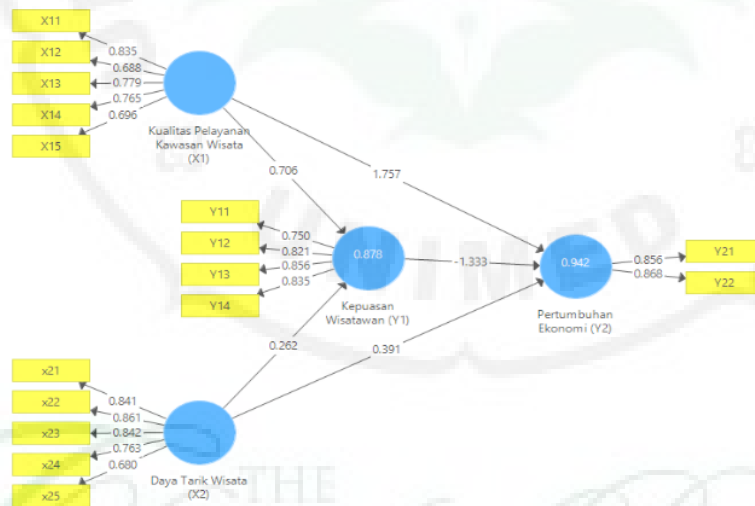 X11
X12
X13
X14
X15
0.835
0.688
0.779
0.765
0.696
Kualitas Pelayanan
Kawasan Wisata
(X1)
0.706
1.757
Y11
Y12
Y13
Y14
0.750
0.821
0.856
0.835
0.878
Kepuasan
Wisatawan (Y1)
-1.333
0.942
Pertumbuhan
Ekonomi (Y2)
0.856
0.868
Y21
Y22
0.262
0.391
x21
x22
x23
x24
x25
0.841
0.861
0.842
0.763
0.680
Daya Tarik Wisata
(X2)
UNIMED
THE